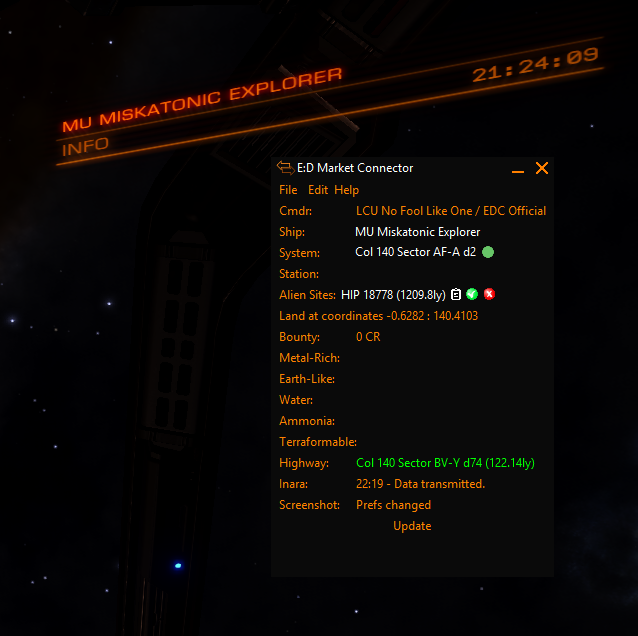 MU MISKATONIC EXPLORER 21:24:09
INFO
E:D Market Connector
File Edit Help
Cmdr: LCU No Fool Like One / EDC Official
Ship: MU Miskatonic Explorer
System: Col 140 Sector AF-A d2
Station:
Alien Sites: HIP 18778 (1209.8ly)
Land at coordinates -0.6282 : 140.4103
Bounty: 0 CR
Metal-Rich:
Earth-Like:
Water:
Ammonia:
Terraformable:
Highway: Col 140 Sector BV-Y d74 (122.14ly)
Inara: 22:19 - Data transmitted.
Screenshot: Prefs changed
Update